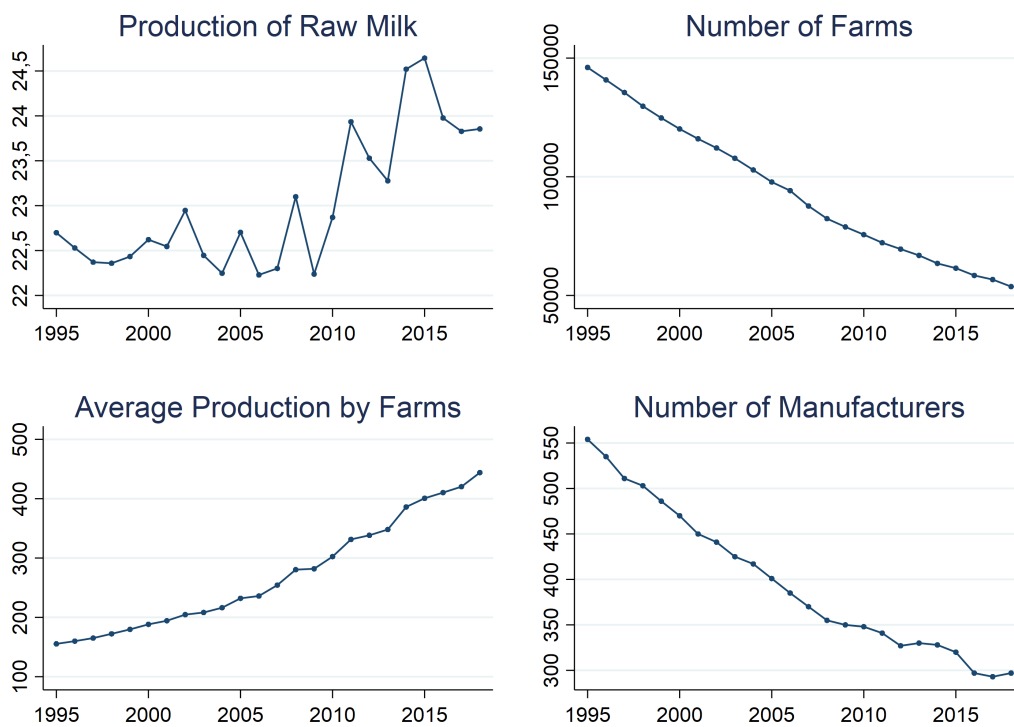 Production of Raw Milk
24,5
24
23,5
23
22,5
22
1995 2000 2005 2010 2015
Number of Farms
150000
100000
50000
1995 2000 2005 2010 2015
Average Production by Farms
500
400
300
200
100
1995 2000 2005 2010 2015
Number of Manufacturers
550
500
450
400
350
300
1995 2000 2005 2010 2015